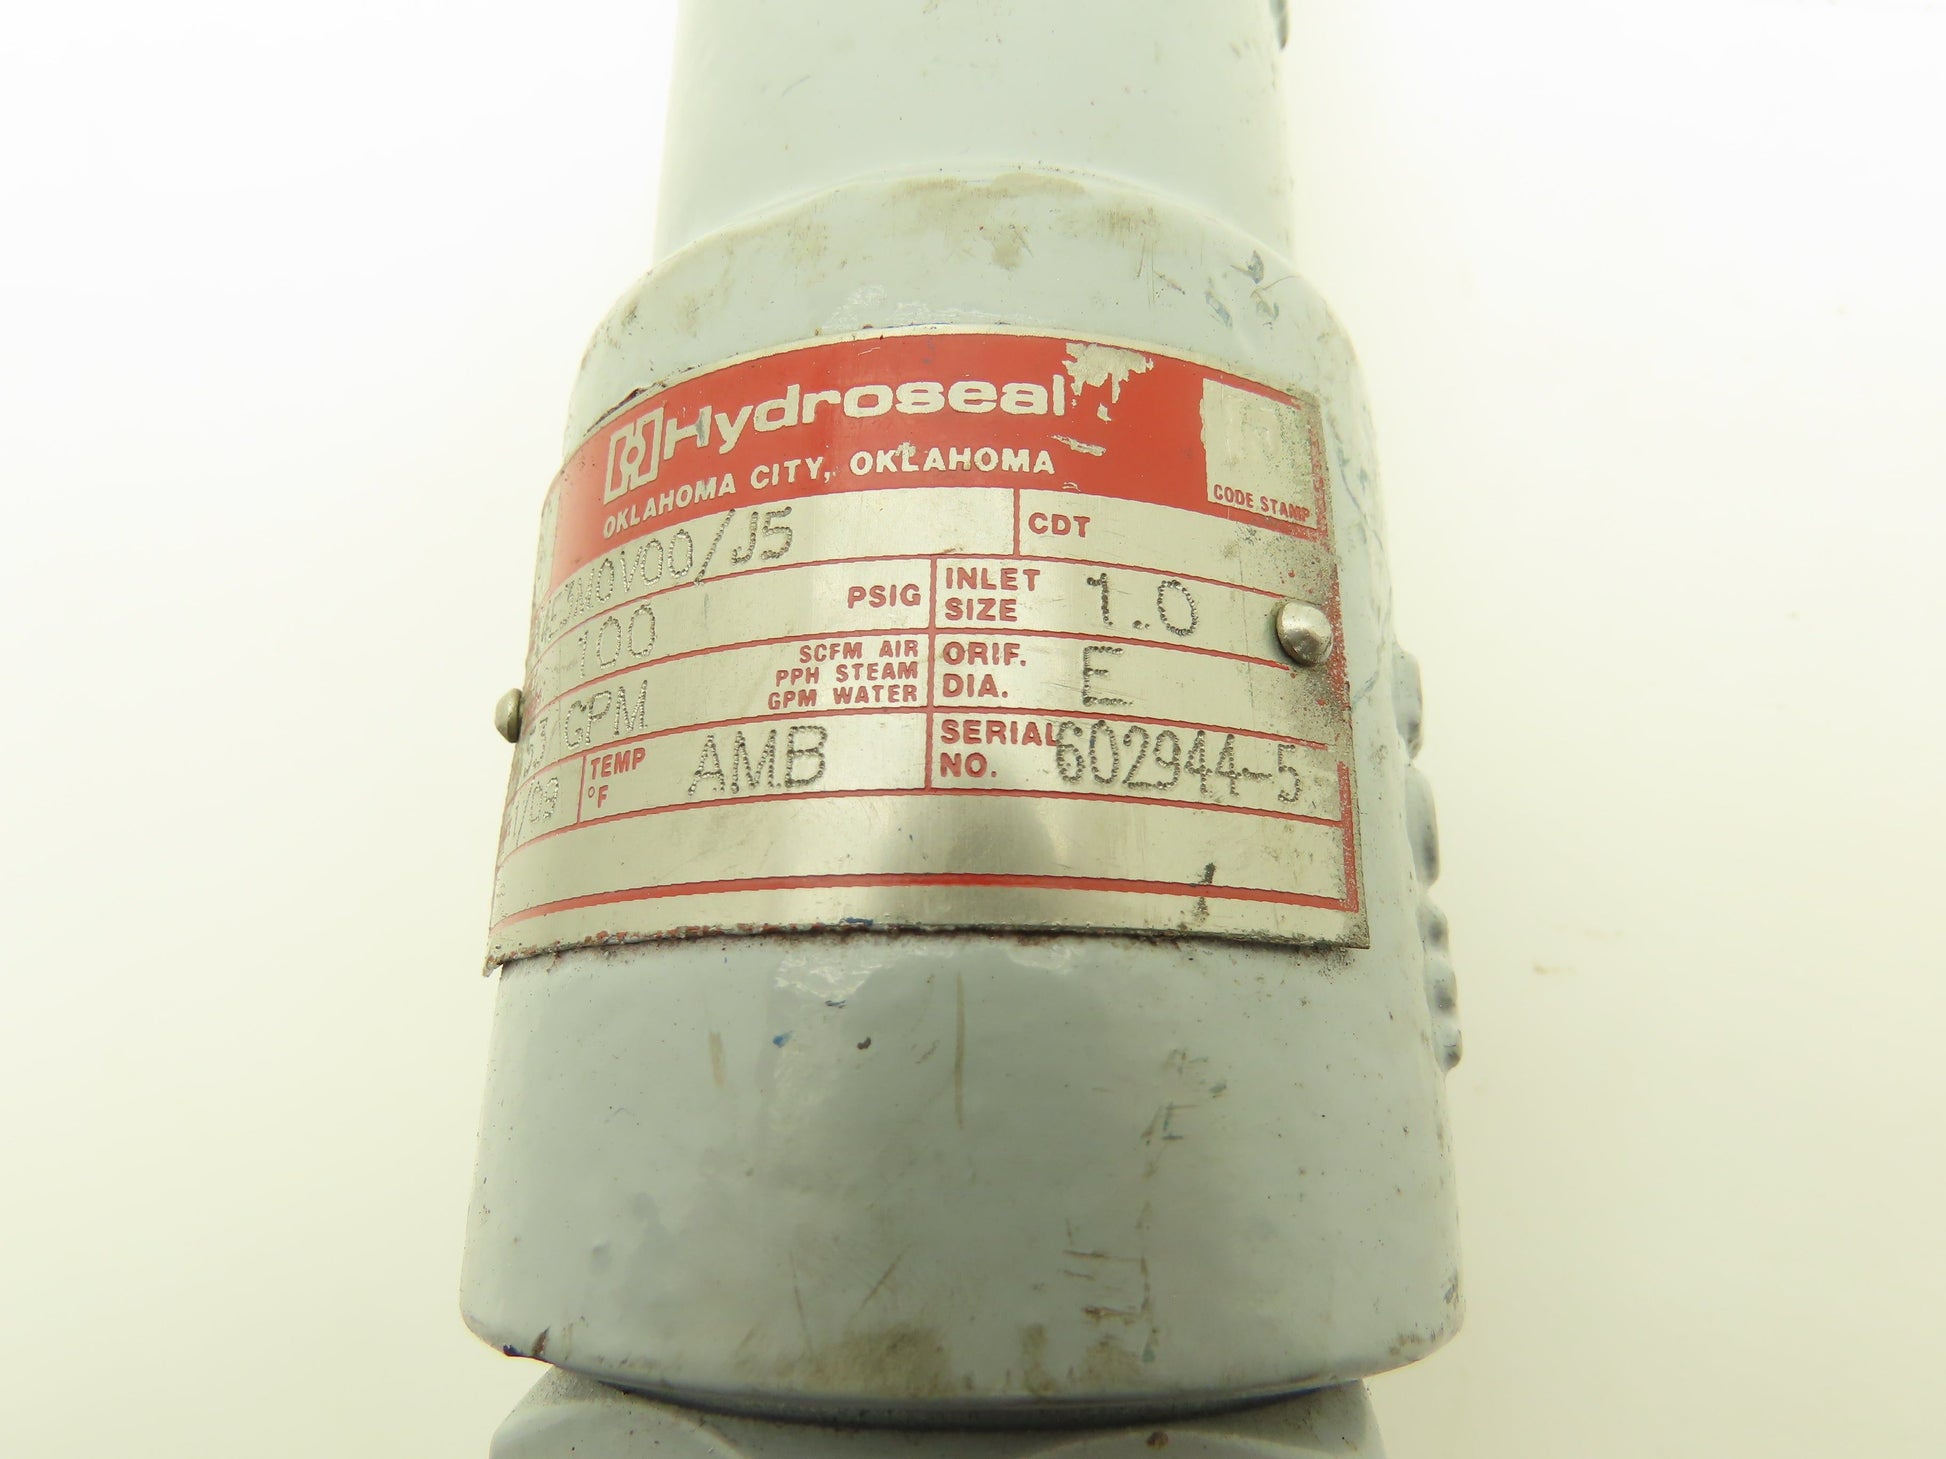 Hydroseal
OKLAHOMA CITY, OKLAHOMA
CODE STAMP
CDT
100 PSIG
INLET SIZE 1.0
GPM
SCFM AIR
PPH STEAM
GPM WATER
ORIF. DIA. E
TEMP °F AMB
SERIAL NO. 602944-5